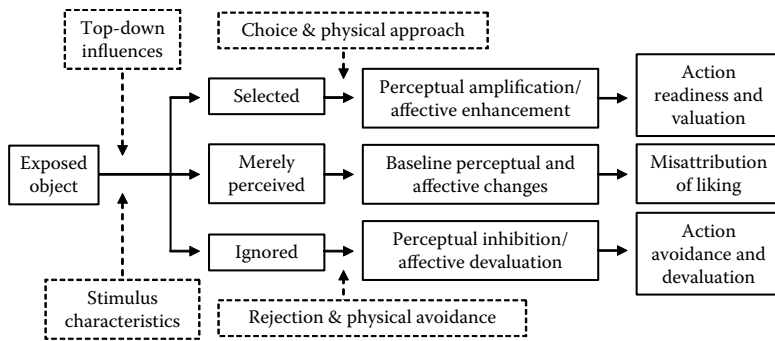 Top-down
influences
Choice & physical approach
Exposed
object
Selected
Perceptual amplification/
affective enhancement
Action
readiness and
valuation
Merely
perceived
Baseline perceptual and
affective changes
Misattribution
of liking
Ignored
Perceptual inhibition/
affective devaluation
Action
avoidance and
devaluation
Stimulus
characteristics
Rejection & physical avoidance